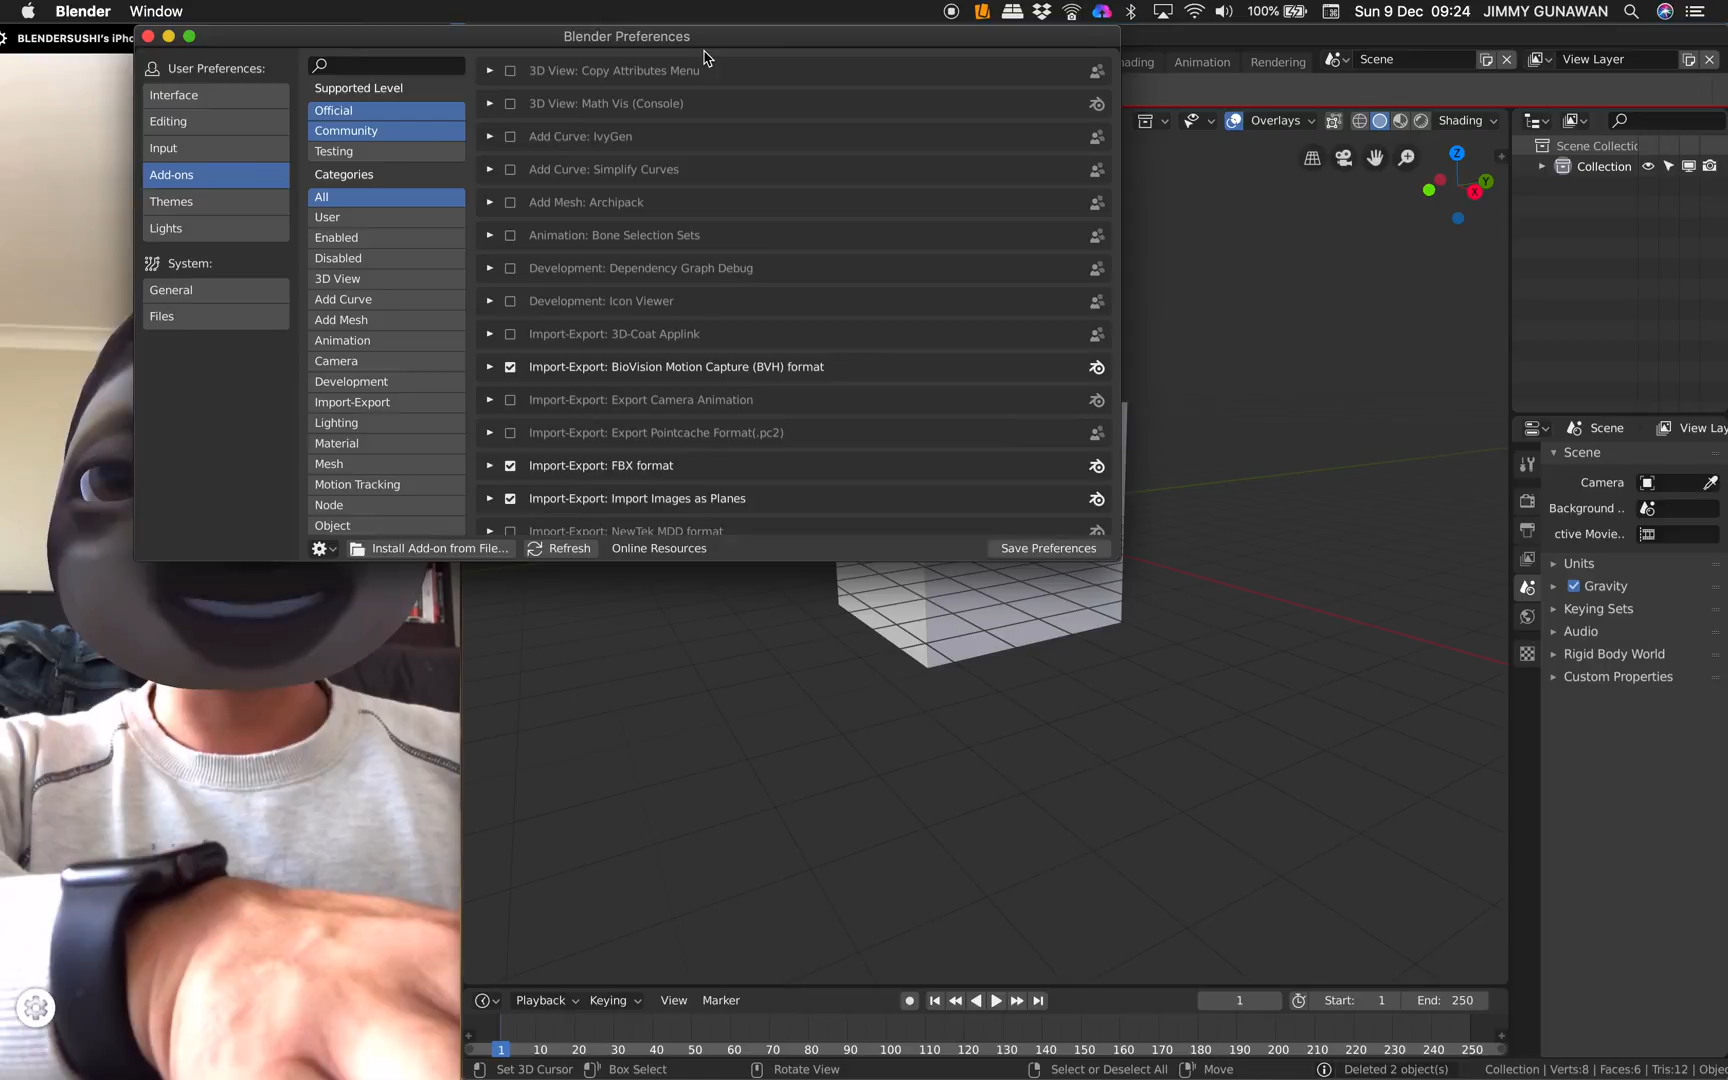 Blender Window 100% Sun 9 Dec 09:24 JIMMY GUNAWAN
BLENDERSUSHI's iPho
Blender Preferences
User Preferences:
Interface
Editing
Input
Add-ons
Themes
Lights
System:
General
Files
Supported Level
Official
Community
Testing
Categories
All
User
Enabled
Disabled
3D View
Add Curve
Add Mesh
Animation
Camera
Development
Import-Export
Lighting
Material
Mesh
Motion Tracking
Node
Object
3D View: Copy Attributes Menu
3D View: Math Vis (Console)
Add Curve: IvyGen
Add Curve: Simplify Curves
Add Mesh: Archipack
Animation: Bone Selection Sets
Development: Dependency Graph Debug
Development: Icon Viewer
Import-Export: 3D-Coat Applink
Import-Export: BioVision Motion Capture (BVH) format
Import-Export: Export Camera Animation
Import-Export: Export Pointcache Format(.pc2)
Import-Export: FBX format
Import-Export: Import Images as Planes
Import-Export: NewTek MDD format
Install Add-on from File... Refresh Online Resources Save Preferences
ading Animation Rendering Scene View Layer
Overlays Shading
Z
Y
X
Scene Collectic
Collection
Scene View Lay
Scene
Camera
Background ..
ctive Movie..
Units
Gravity
Keying Sets
Audio
Rigid Body World
Custom Properties
Playback Keying View Marker 1 Start: 1 End: 250
1 10 20 30 40 50 60 70 80 90 100 110 120 130 140 150 160 170 180 190 200 210 220 230 240 250
Set 3D Cursor Box Select Rotate View Select or Deselect All Move Deleted 2 object(s) Collection | Verts:8 | Faces:6 | Tris:12 | Objec